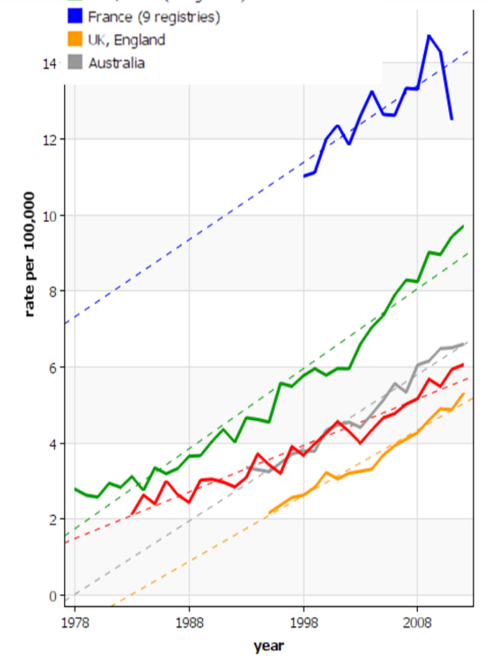 France (9 registries)
UK, England
Australia
14
12
10
8
6
4
2
0
rate per 100,000
1978 1988 1998 2008
year